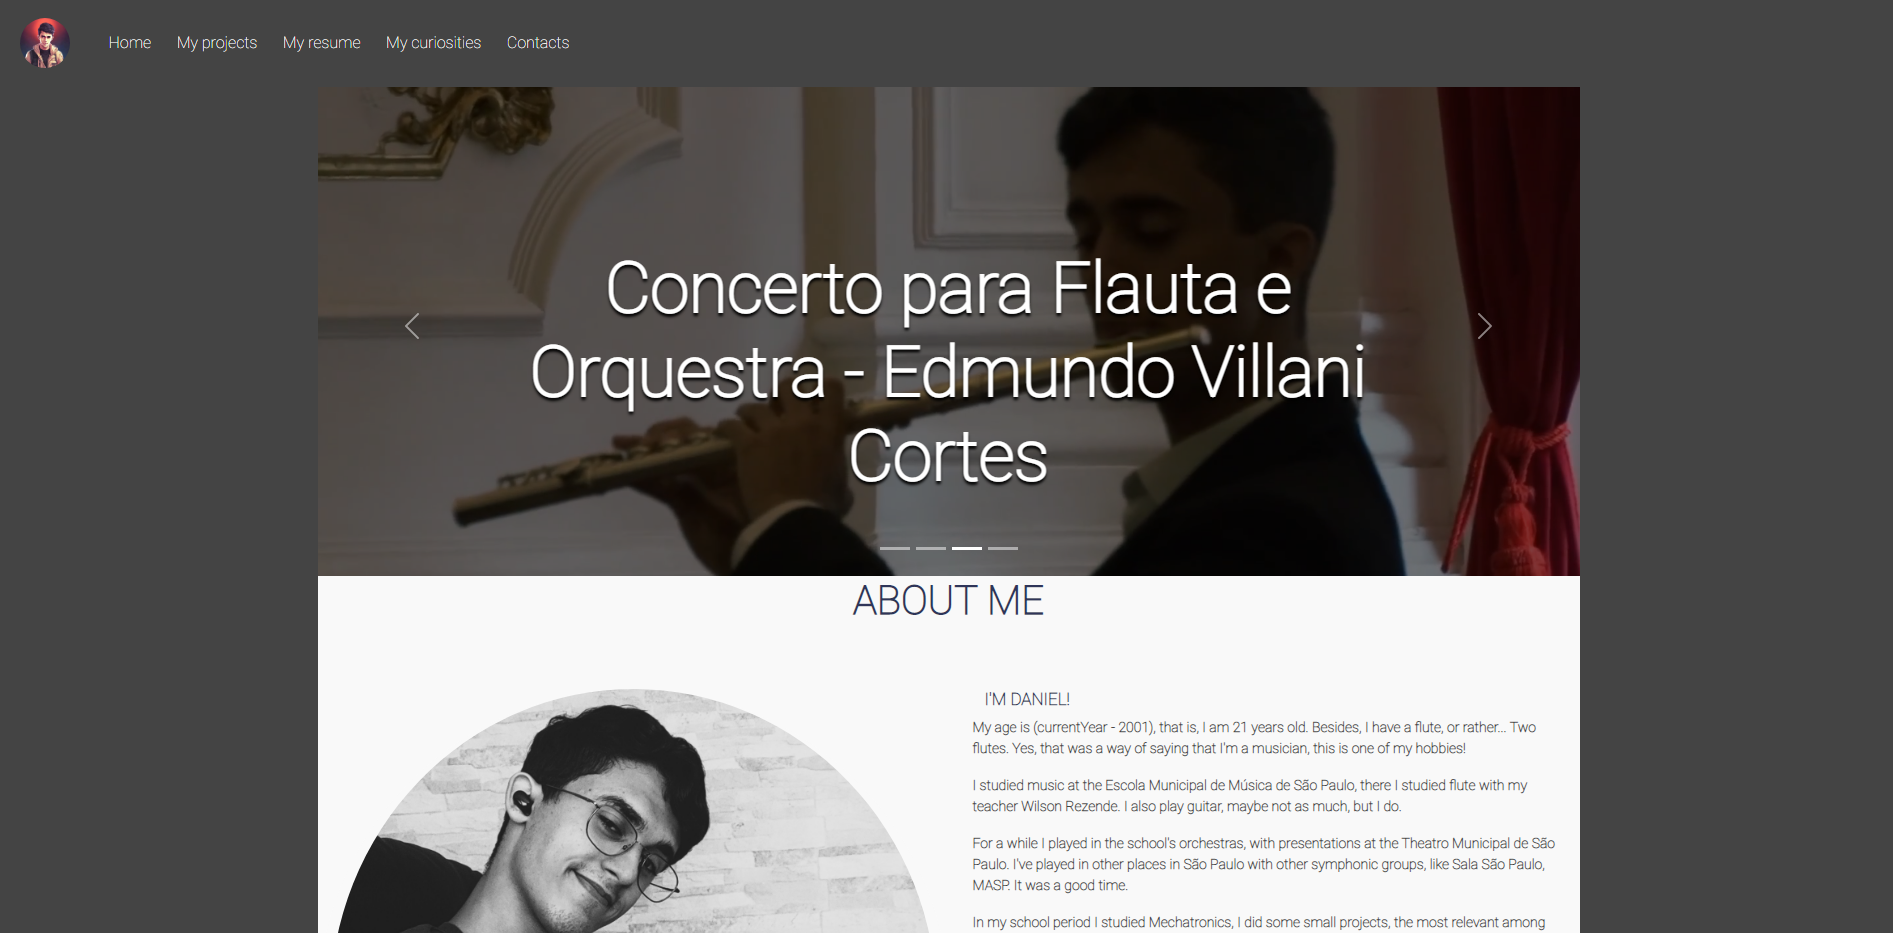 Home My projects My resume My curiosities Contacts
Concerto para Flauta e
Orquestra - Edmundo Villani
Cortes
ABOUT ME
I'M DANIEL!
My age is (currentYear - 2001), that is, I am 21 years old. Besides, I have a flute, or rather... Two
flutes. Yes, that was a way of saying that I'm a musician, this is one of my hobbies!
I studied music at the Escola Municipal de Música de São Paulo, there I studied flute with my
teacher Wilson Rezende. I also play guitar, maybe not as much, but I do.
For a while I played in the school's orchestras, with presentations at the Theatro Municipal de São
Paulo. I've played in other places in São Paulo with other symphonic groups, like Sala São Paulo,
MASP. It was a good time.
In my school period I studied Mechatronics, I did some small projects, the most relevant among